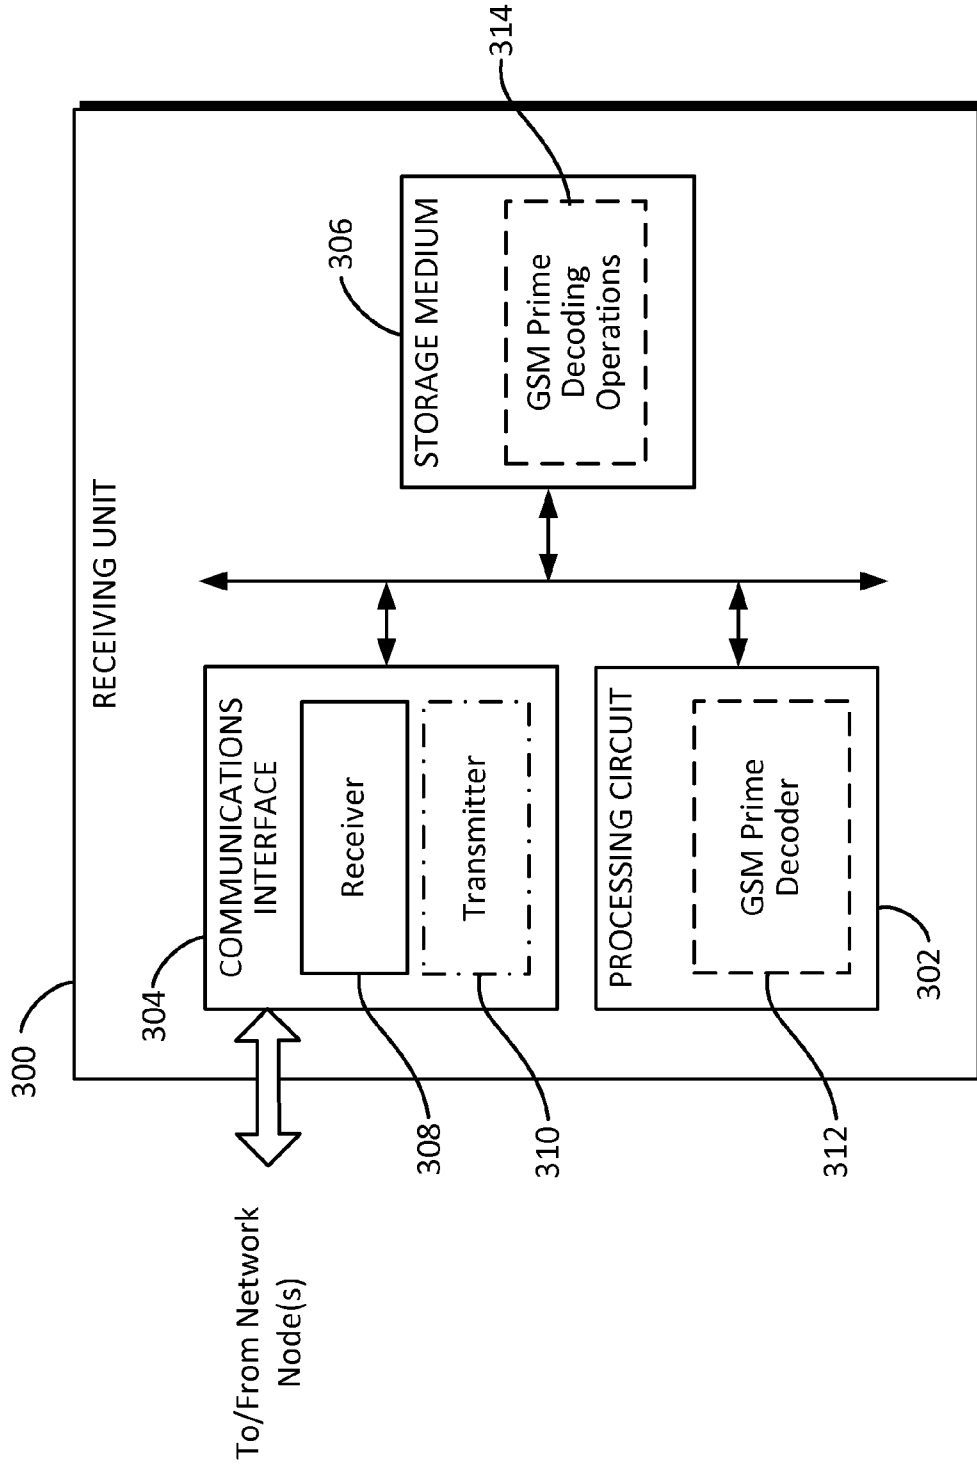 300
RECEIVING UNIT
304
COMMUNICATIONS
INTERFACE
306
STORAGE MEDIUM
314
To/From Network
Node(s)
Receiver
308
Transmitter
310
GSM Prime
Decoding
Operations
PROCESSING CIRCUIT
GSM Prime
Decoder
312
302